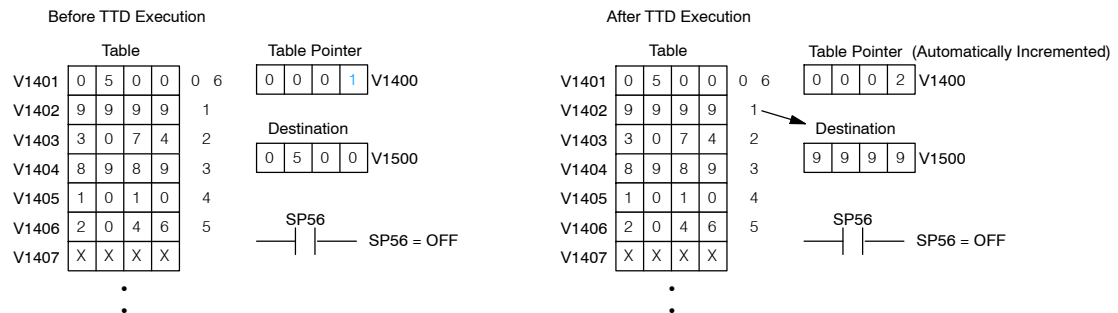 Before TTD Execution
Table
Table Pointer
V1401 0 5 0 0 0 6 0 0 0 1 V1400
V1402 9 9 9 9 1
Destination
V1403 3 0 7 4 2
0 5 0 0 V1500
V1404 8 9 8 9 3
V1405 1 0 1 0 4
V1406 2 0 4 6 5
SP56
SP56 = OFF
V1407 X X X X
After TTD Execution
Table
Table Pointer (Automatically Incremented)
V1401 0 5 0 0 0 6 0 0 0 2 V1400
V1402 9 9 9 9 1
Destination
V1403 3 0 7 4 2
9 9 9 9 V1500
V1404 8 9 8 9 3
V1405 1 0 1 0 4
V1406 2 0 4 6 5
SP56
SP56 = OFF
V1407 X X X X